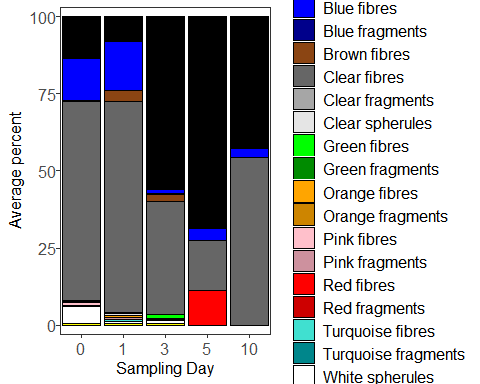 100
75
50
25
0
Average percent
0 1 3 5 10
Sampling Day
Blue fibres
Blue fragments
Brown fibres
Clear fibres
Clear fragments
Clear spherules
Green fibres
Green fragments
Orange fibres
Orange fragments
Pink fibres
Pink fragments
Red fibres
Red fragments
Turquoise fibres
Turquoise fragments
White spherules